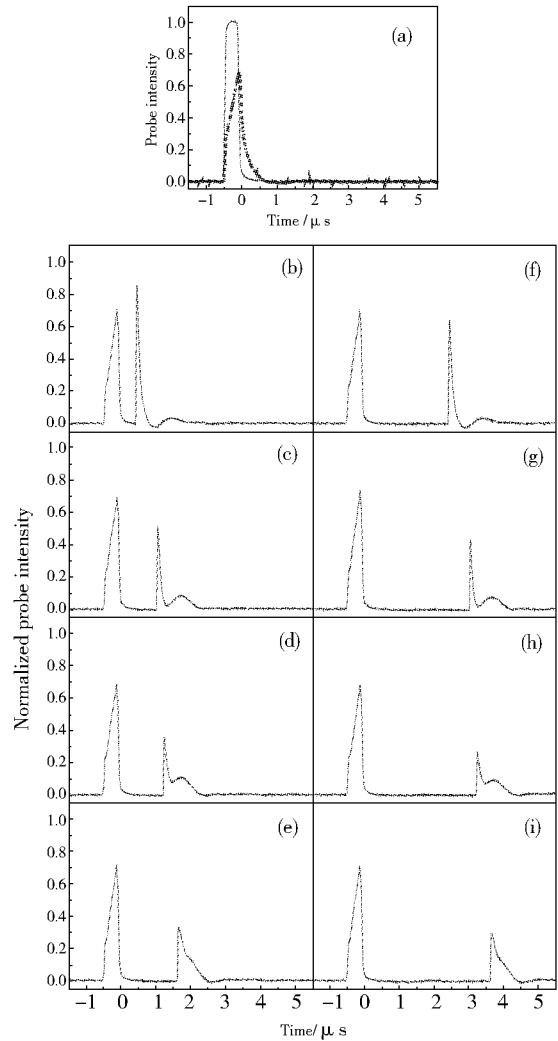 (a)
Probe intensity
1.0
0.8
0.6
0.4
0.2
0.0
−1 0 1 2 3 4 5
Time / μ s
Normalized probe intensity
(b)
1.0
0.8
0.6
0.4
0.2
0.0
(f)
(c)
1.0
0.8
0.6
0.4
0.2
0.0
(g)
(d)
1.0
0.8
0.6
0.4
0.2
0.0
(h)
(e)
1.0
0.8
0.6
0.4
0.2
0.0
(i)
−1 0 1 2 3 4 5
−1 0 1 2 3 4 5
Time/ μ s